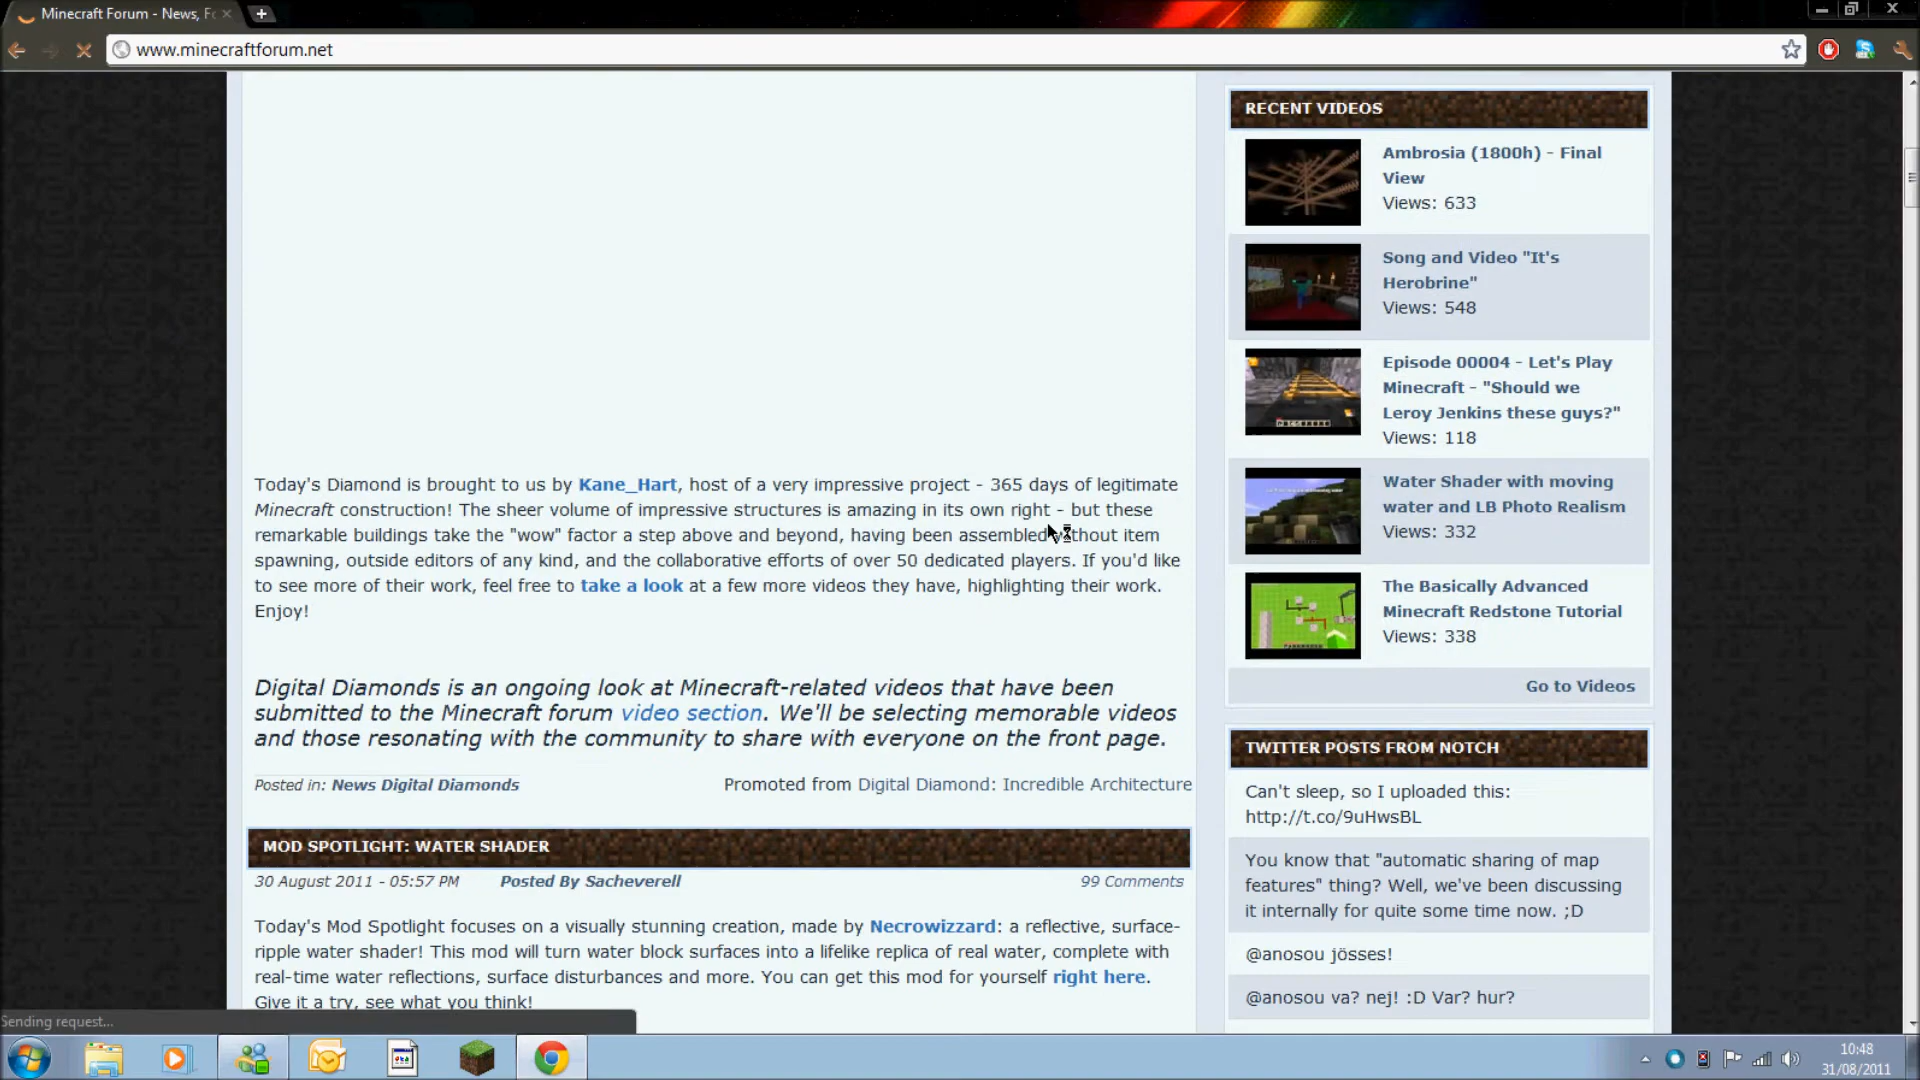 Minecraft Forum - News, Fo
www.minecraftforum.net
Today's Diamond is brought to us by Kane_Hart, host of a very impressive project - 365 days of legitimate
Minecraft construction! The sheer volume of impressive structures is amazing in its own right - but these
remarkable buildings take the "wow" factor a step above and beyond, having been assembled without item
spawning, outside editors of any kind, and the collaborative efforts of over 50 dedicated players. If you'd like
to see more of their work, feel free to take a look at a few more videos they have, highlighting their work.
Enjoy!
Digital Diamonds is an ongoing look at Minecraft-related videos that have been
submitted to the Minecraft forum video section. We'll be selecting memorable videos
and those resonating with the community to share with everyone on the front page.
Posted in: News Digital Diamonds
Promoted from Digital Diamond: Incredible Architecture
MOD SPOTLIGHT: WATER SHADER
30 August 2011 - 05:57 PM
Posted By Sacheverell
99 Comments
Today's Mod Spotlight focuses on a visually stunning creation, made by Necrowizzard: a reflective, surface-
ripple water shader! This mod will turn water block surfaces into a lifelike replica of real water, complete with
real-time water reflections, surface disturbances and more. You can get this mod for yourself right here.
Give it a try, see what you think!
RECENT VIDEOS
Ambrosia (1800h) - Final
View
Views: 633
Song and Video "It's
Herobrine"
Views: 548
Episode 00004 - Let's Play
Minecraft - "Should we
Leroy Jenkins these guys?"
Views: 118
Water Shader with moving
water and LB Photo Realism
Views: 332
The Basically Advanced
Minecraft Redstone Tutorial
Views: 338
Go to Videos
TWITTER POSTS FROM NOTCH
Can't sleep, so I uploaded this:
http://t.co/9uHwsBL
You know that "automatic sharing of map
features" thing? Well, we've been discussing
it internally for quite some time now. ;D
@anosou jösses!
@anosou va? nej! :D Var? hur?
Sending request...
10:48
31/08/2011